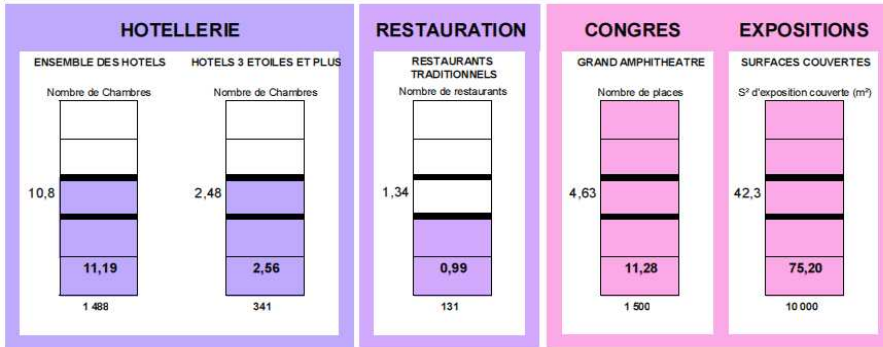 HOTELLERIE
ENSEMBLE DES HOTELS
Nombre de Chambres
10,8
11,19
1 488
HOTELS 3 ETOILES ET PLUS
Nombre de Chambres
2,48
2,56
341
RESTAURATION
RESTAURANTS
TRADITIONNELS
Nombre de restaurants
1,34
0,99
131
CONGRES
GRAND AMPHITHEATRE
Nombre de places
4,63
11,28
1 500
EXPOSITIONS
SURFACES COUVERTES
S² d'exposition couverte (m²)
42,3
75,20
10 000